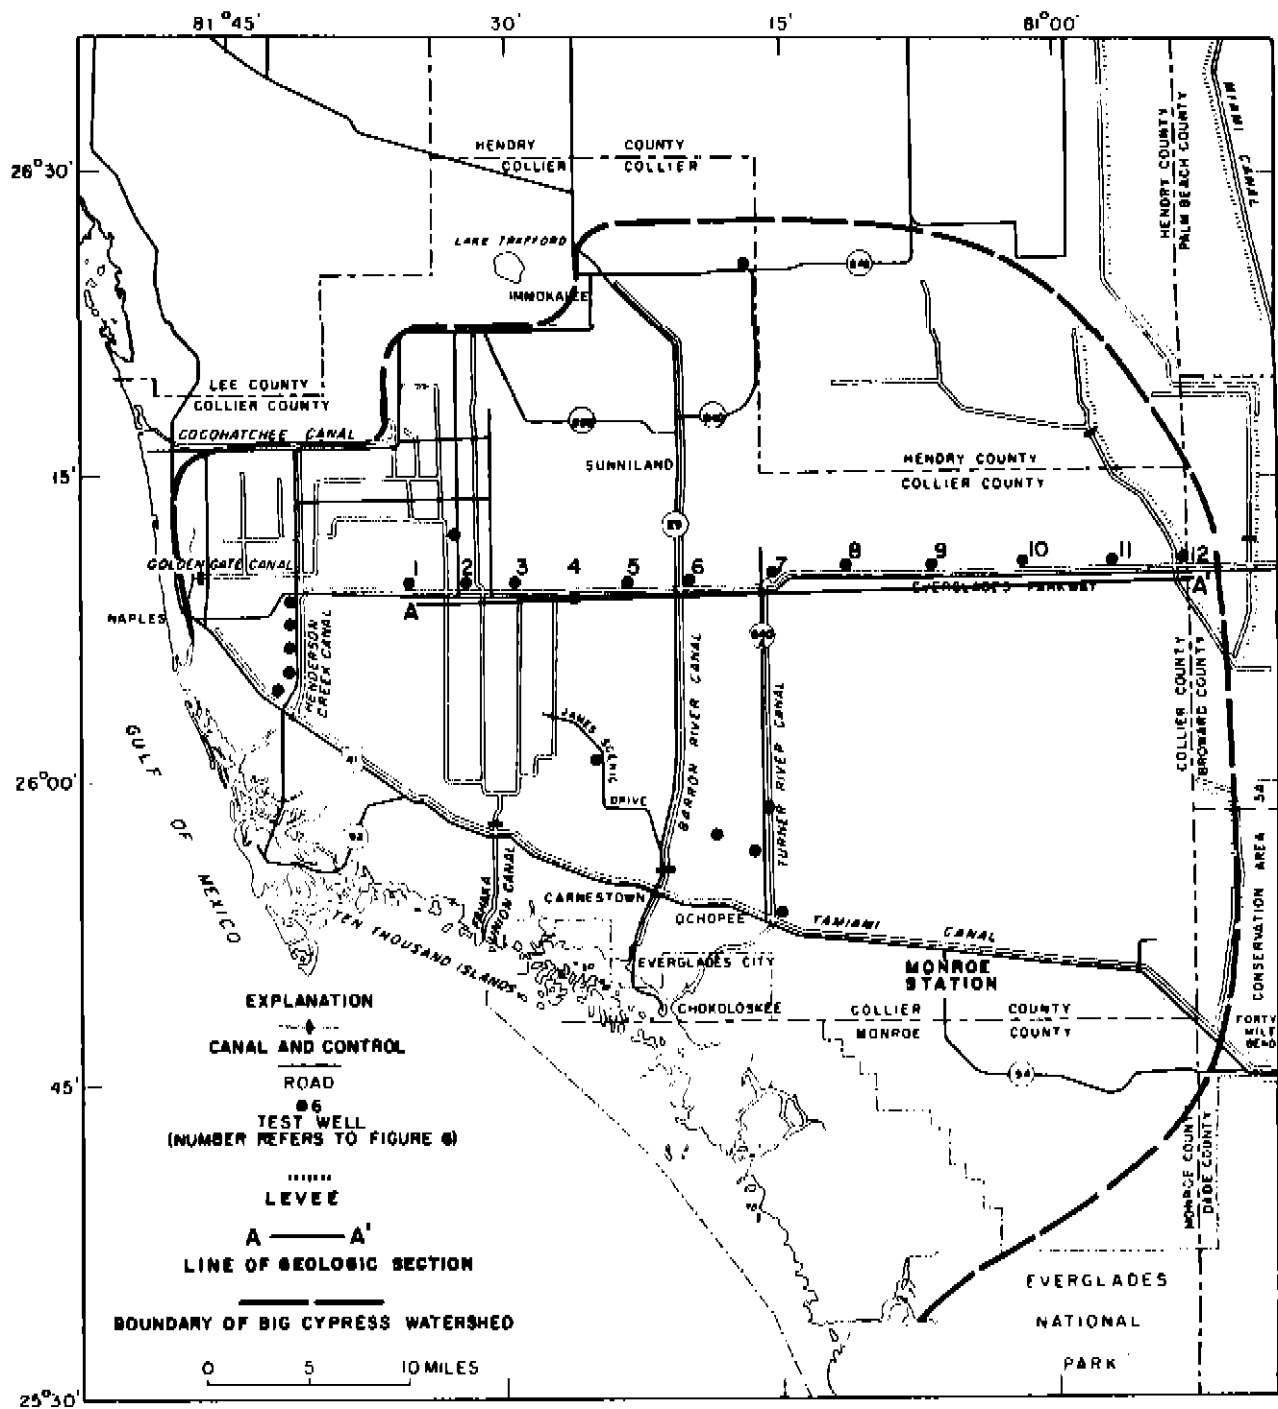 81°45'
30'
15'
81°00'
26°30'
15'
26°00'
45'
25°30'
HENDRY COUNTY
COLLIER COLLIER
HENDRY COUNTY
PALM BEACH COUNTY
MIAMI
CANAL
LAKE TRAFFORD
IMMOKALEE
LEE COUNTY
COLLIER COUNTY
COCOHATCHEE CANAL
SUNNILAND
HENDRY COUNTY
COLLIER COUNTY
29
GOLDEN GATE CANAL
1
2
3
4
5
6
7
8
9
10
11
12
A
A'
EVERGLADES PARKWAY
NAPLES
HENDERSON
CREEK CANAL
840
A
JANES SCENIC
DRIVE
BARRON RIVER CANAL
TURNER RIVER CANAL
COLLIER COUNTY
BROWARD COUNTY
41
92
GULF
OF
MEXICO
5A
CONSERVATION AREA
FAHKA
UNION CANAL
CARNESTOWN
OCHOPEE
TAMIAMI CANAL
TEN THOUSAND ISLANDS
EVERGLADES CITY
MONROE
STATION
CHOKOLOSKEE
COLLIER COUNTY
MONROE COUNTY
FORTY
MILE
BEND
94
MONROE COUNTY
DADE COUNTY
EXPLANATION
CANAL AND CONTROL
ROAD
6
TEST WELL
(NUMBER REFERS TO FIGURE 6)
LEVEE
A A'
LINE OF GEOLOGIC SECTION
BOUNDARY OF BIG CYPRESS WATERSHED
0 5 10 MILES
EVERGLADES
NATIONAL
PARK